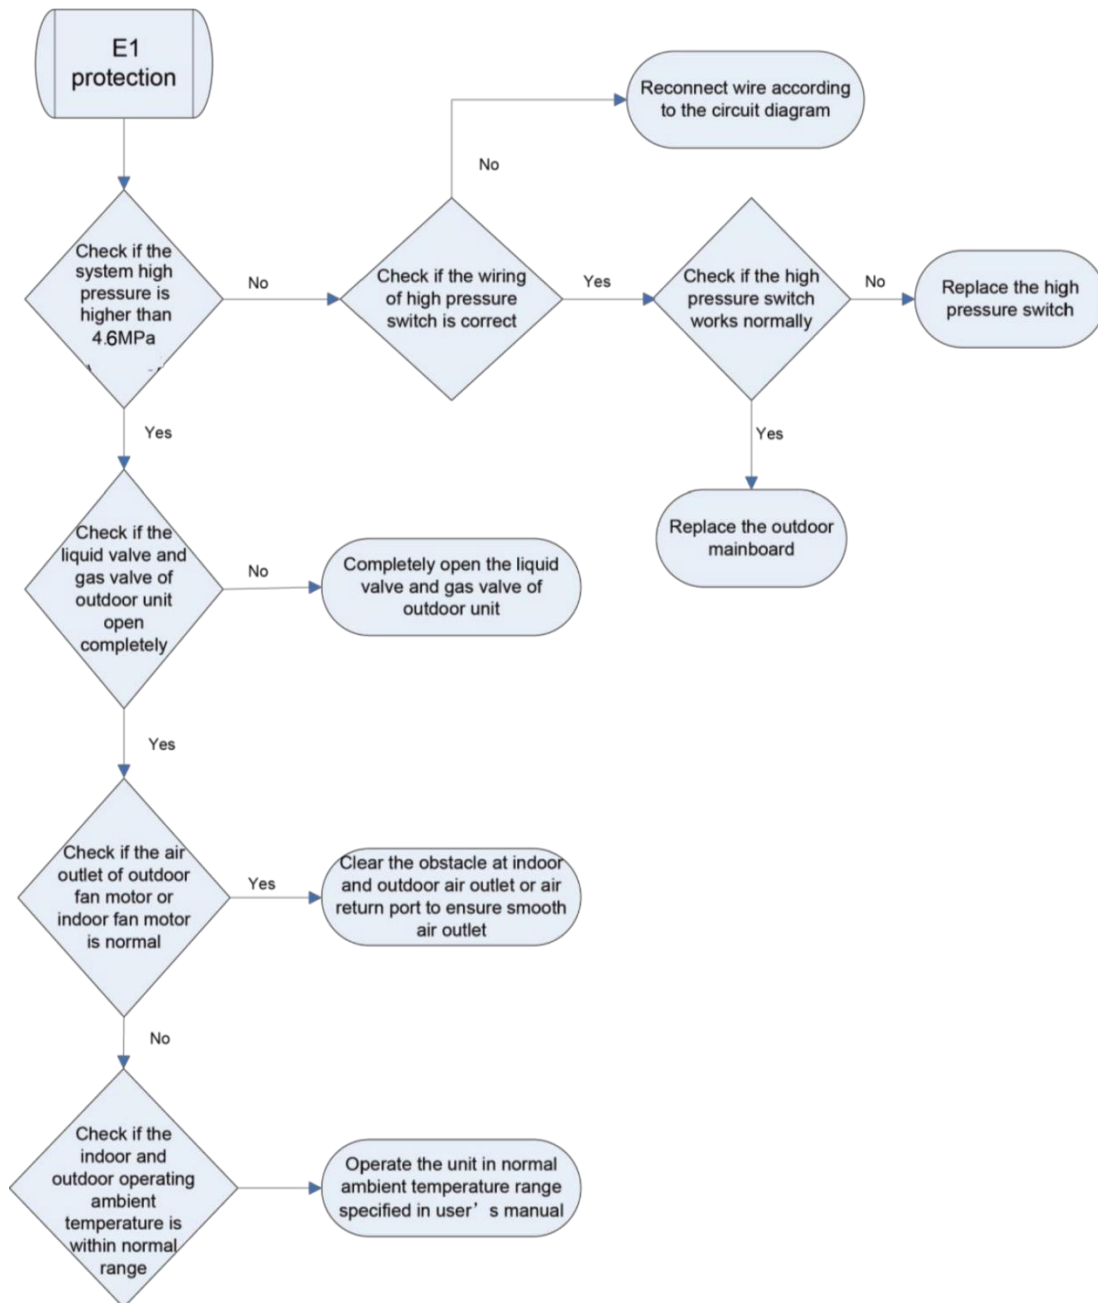 E1
protection
Reconnect wire according
to the circuit diagram
No
Check if the
system high
pressure is
higher than
4.6MPa
No
Check if the wiring
of high pressure
switch is correct
Yes
Check if the high
pressure switch
works normally
No
Replace the high
pressure switch
Yes
Yes
Replace the outdoor
mainboard
Check if the
liquid valve and
gas valve of
outdoor unit
open
completely
No
Completely open the liquid
valve and gas valve of
outdoor unit
Yes
Check if the air
outlet of outdoor
fan motor or
indoor fan motor
is normal
Yes
Clear the obstacle at indoor
and outdoor air outlet or air
return port to ensure smooth
air outlet
No
Check if the
indoor and
outdoor operating
ambient
temperature is
within normal
range
Operate the unit in normal
ambient temperature range
specified in user’ s manual